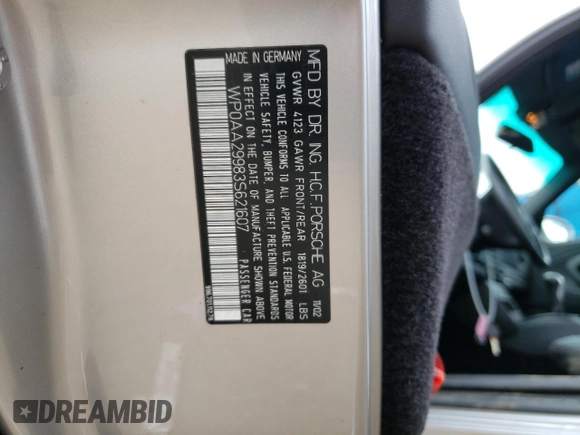 MFD BY DR. ING. H.C.F. PORSCHE AG 11/02
GVWR 4123 GAWR FRONT/REAR 1819/2601 LBS
THIS VEHICLE CONFORMS TO ALL APPLICABLE U.S. FEDERAL MOTOR
VEHICLE SAFETY, BUMPER, AND THEFT PREVENTION STANDARDS
IN EFFECT ON THE DATE OF MANUFACTURE SHOWN ABOVE
WP0AA29983S621607 PASSENGER CAR
MADE IN GERMANY
DREAMBID